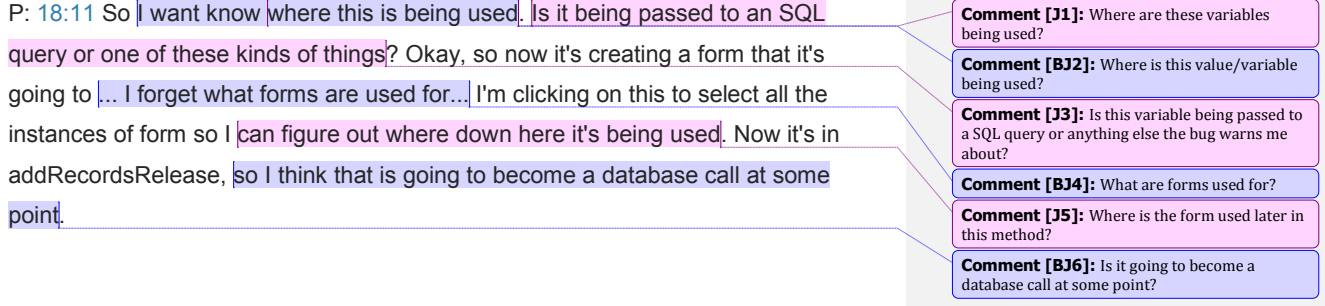 P: 18:11 So I want know where this is being used. Is it being passed to an SQL
query or one of these kinds of things? Okay, so now it's creating a form that it's
going to ... I forget what forms are used for... I'm clicking on this to select all the
instances of form so I can figure out where down here it's being used. Now it's in
addRecordsRelease, so I think that is going to become a database call at some
point.
Comment [J1]: Where are these variables
being used?
Comment [BJ2]: Where is this value/variable
being used?
Comment [J3]: Is this variable being passed to
a SQL query or anything else the bug warns me
about?
Comment [BJ4]: What are forms used for?
Comment [J5]: Where is the form used later in
this method?
Comment [BJ6]: Is it going to become a
database call at some point?